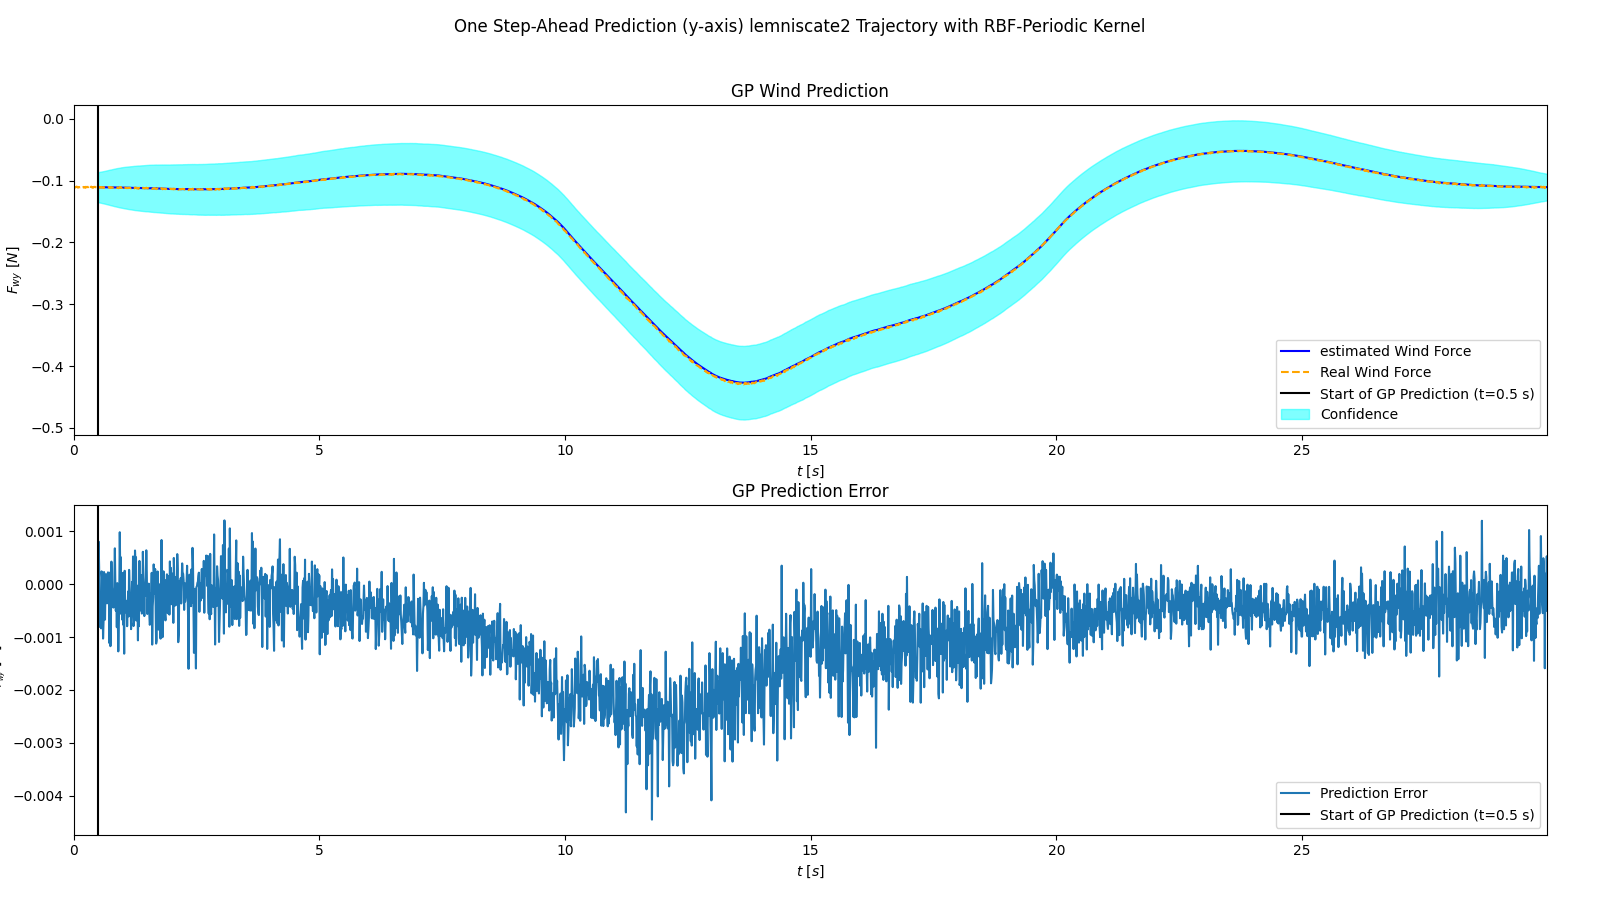 One Step-Ahead Prediction (y-axis) lemniscate2 Trajectory with RBF-Periodic Kernel
GP Wind Prediction
0.0
−0.1
−0.2
−0.3
−0.4
−0.5
F_wy [N]
0 5 10 15 20 25
t [s]
estimated Wind Force
Real Wind Force
Start of GP Prediction (t=0.5 s)
Confidence
GP Prediction Error
0.001
0.000
−0.001
−0.002
−0.003
−0.004
0 5 10 15 20 25
t [s]
Prediction Error
Start of GP Prediction (t=0.5 s)